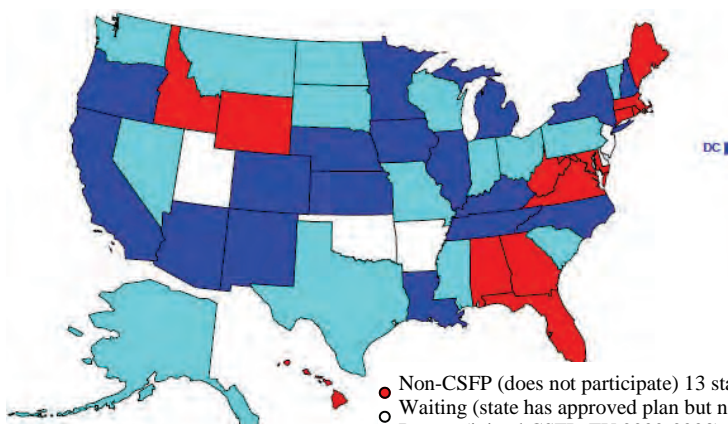 DC
Non-CSFP (does not participate) 13 sta
Waiting (state has approved plan but n